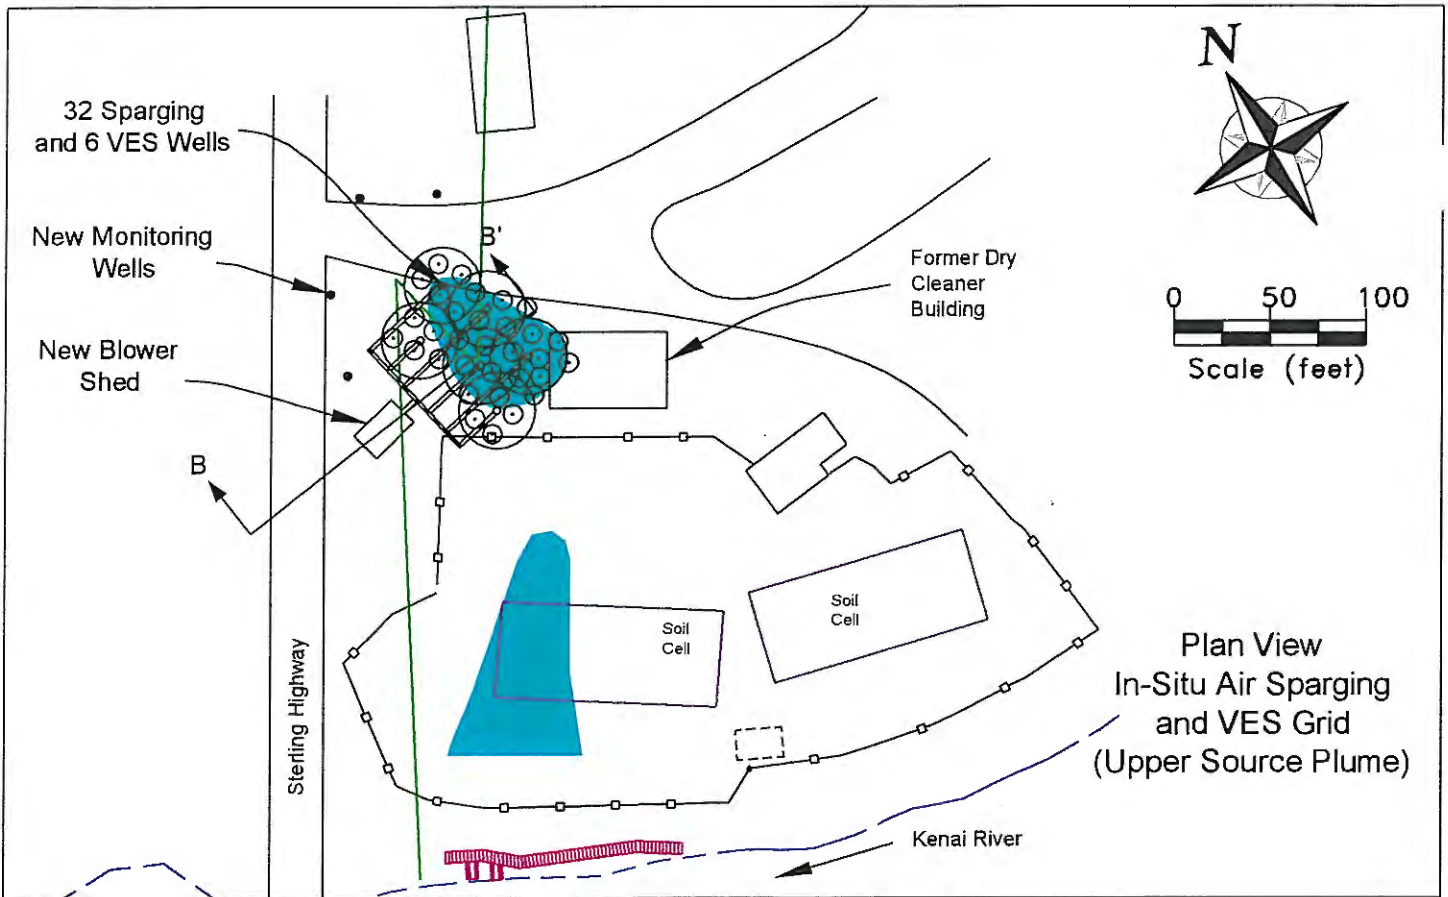 N
32 Sparging
and 6 VES Wells
New Monitoring
Wells
B'
Former Dry
Cleaner
Building
0 50 100
Scale (feet)
New Blower
Shed
B
Soil
Cell
Soil
Cell
Sterling Highway
Plan View
In-Situ Air Sparging
and VES Grid
(Upper Source Plume)
Kenai River